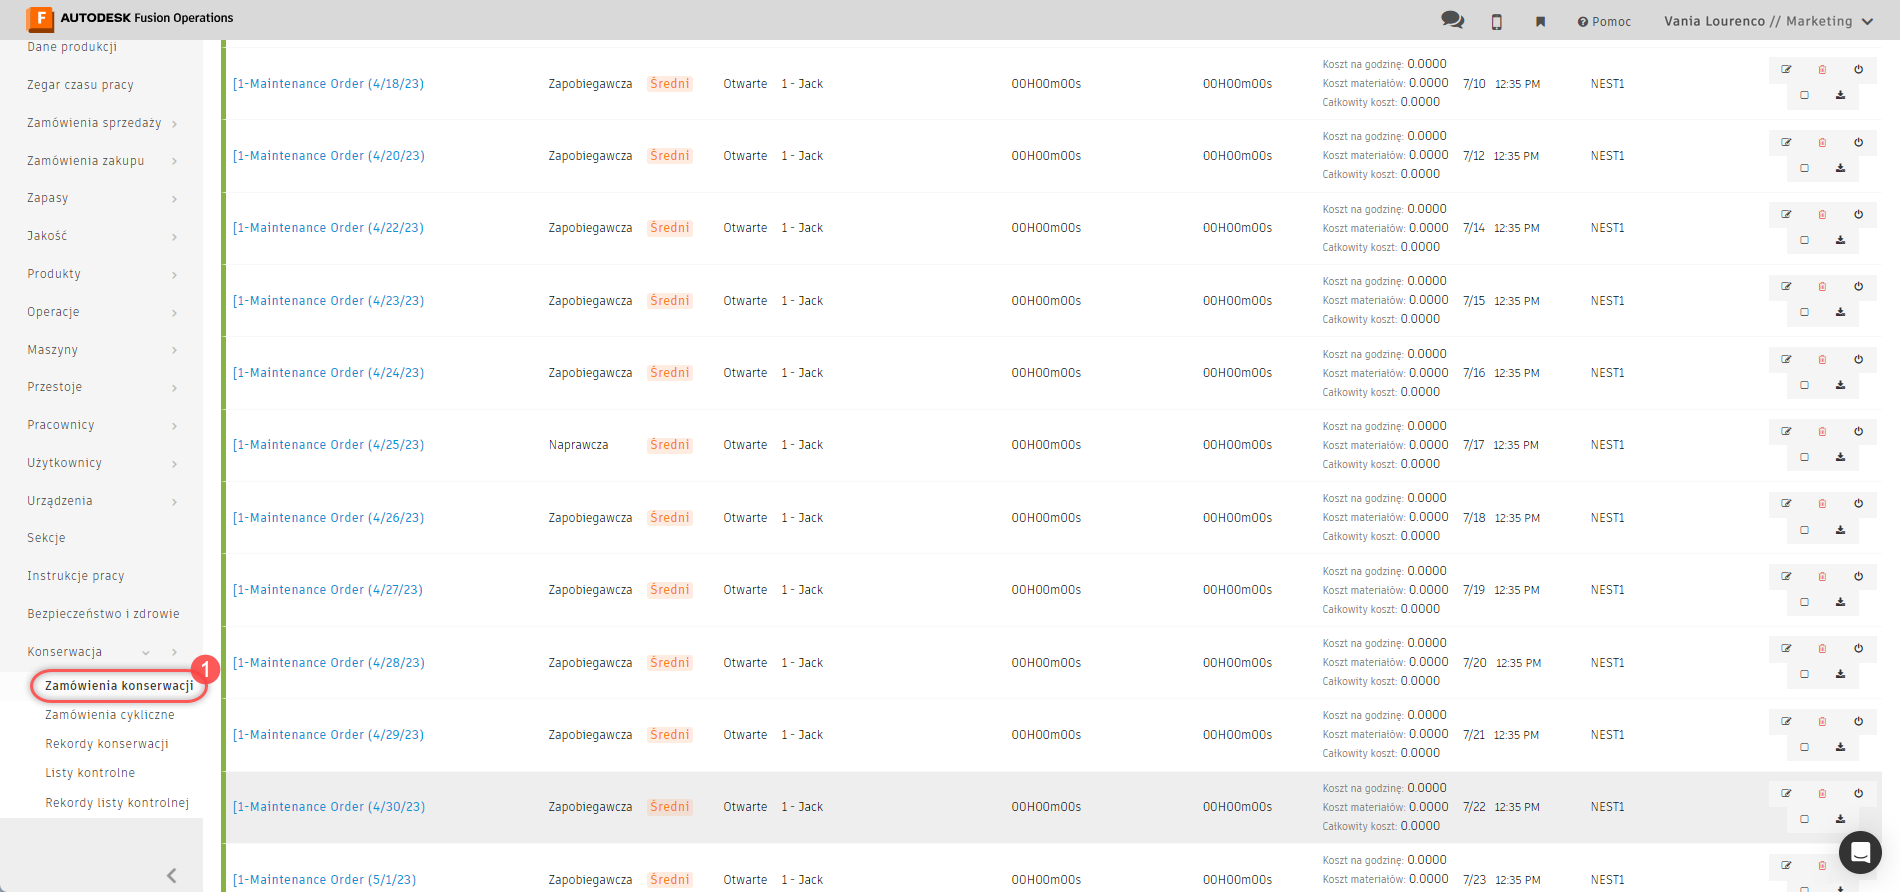 F AUTODESK Fusion Operations
Pomoc
Vania Lourenco // Marketing
Dane produkcji
Zegar czasu pracy
Zamówienia sprzedaży
Zamówienia zakupu
Zapasy
Jakość
Produkty
Operacje
Maszyny
Przestoje
Pracownicy
Użytkownicy
Urządzenia
Sekcje
Instrukcje pracy
Bezpieczeństwo i zdrowie
Konserwacja
1
Zamówienia konserwacji
Zamówienia cykliczne
Rekordy konserwacji
Listy kontrolne
Rekordy listy kontrolnej
Koszt na godzinę: 0.0000
[1-Maintenance Order (4/18/23) Zapobiegawcza Średni Otwarte 1 - Jack 00H00m00s 00H00m00s Koszt materiałów: 0.0000 7/10 12:35 PM NEST1
Całkowity koszt: 0.0000
Koszt na godzinę: 0.0000
[1-Maintenance Order (4/20/23) Zapobiegawcza Średni Otwarte 1 - Jack 00H00m00s 00H00m00s Koszt materiałów: 0.0000 7/12 12:35 PM NEST1
Całkowity koszt: 0.0000
Koszt na godzinę: 0.0000
[1-Maintenance Order (4/22/23) Zapobiegawcza Średni Otwarte 1 - Jack 00H00m00s 00H00m00s Koszt materiałów: 0.0000 7/14 12:35 PM NEST1
Całkowity koszt: 0.0000
Koszt na godzinę: 0.0000
[1-Maintenance Order (4/23/23) Zapobiegawcza Średni Otwarte 1 - Jack 00H00m00s 00H00m00s Koszt materiałów: 0.0000 7/15 12:35 PM NEST1
Całkowity koszt: 0.0000
Koszt na godzinę: 0.0000
[1-Maintenance Order (4/24/23) Zapobiegawcza Średni Otwarte 1 - Jack 00H00m00s 00H00m00s Koszt materiałów: 0.0000 7/16 12:35 PM NEST1
Całkowity koszt: 0.0000
Koszt na godzinę: 0.0000
[1-Maintenance Order (4/25/23) Naprawcza Średni Otwarte 1 - Jack 00H00m00s 00H00m00s Koszt materiałów: 0.0000 7/17 12:35 PM NEST1
Całkowity koszt: 0.0000
Koszt na godzinę: 0.0000
[1-Maintenance Order (4/26/23) Zapobiegawcza Średni Otwarte 1 - Jack 00H00m00s 00H00m00s Koszt materiałów: 0.0000 7/18 12:35 PM NEST1
Całkowity koszt: 0.0000
Koszt na godzinę: 0.0000
[1-Maintenance Order (4/27/23) Zapobiegawcza Średni Otwarte 1 - Jack 00H00m00s 00H00m00s Koszt materiałów: 0.0000 7/19 12:35 PM NEST1
Całkowity koszt: 0.0000
Koszt na godzinę: 0.0000
[1-Maintenance Order (4/28/23) Zapobiegawcza Średni Otwarte 1 - Jack 00H00m00s 00H00m00s Koszt materiałów: 0.0000 7/20 12:35 PM NEST1
Całkowity koszt: 0.0000
Koszt na godzinę: 0.0000
[1-Maintenance Order (4/29/23) Zapobiegawcza Średni Otwarte 1 - Jack 00H00m00s 00H00m00s Koszt materiałów: 0.0000 7/21 12:35 PM NEST1
Całkowity koszt: 0.0000
Koszt na godzinę: 0.0000
[1-Maintenance Order (4/30/23) Zapobiegawcza Średni Otwarte 1 - Jack 00H00m00s 00H00m00s Koszt materiałów: 0.0000 7/22 12:35 PM NEST1
Całkowity koszt: 0.0000
Koszt na godzinę: 0.0000
[1-Maintenance Order (5/1/23) Zapobiegawcza Średni Otwarte 1 - Jack 00H00m00s 00H00m00s Koszt materiałów: 0.0000 7/23 12:35 PM NEST1